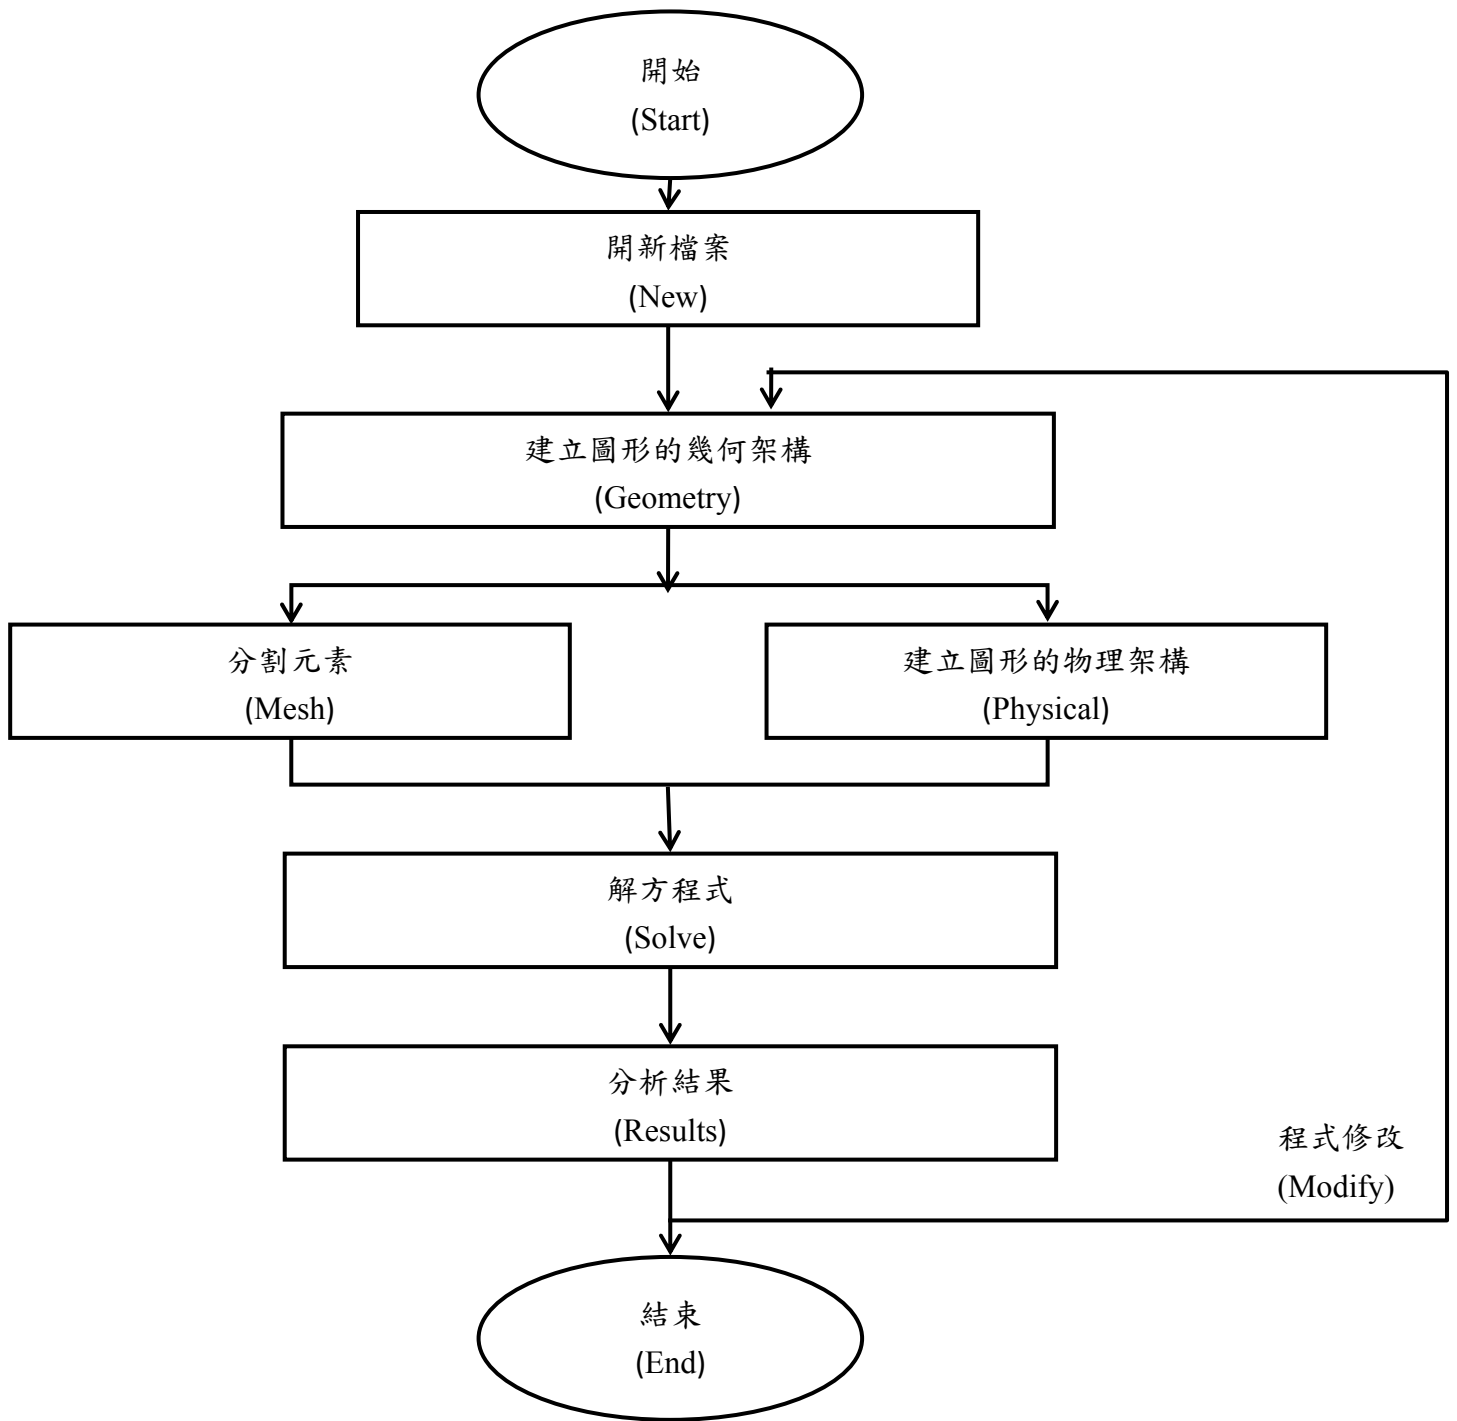 開始
(Start)
開新檔案
(New)
建立圖形的幾何架構
(Geometry)
分割元素
(Mesh)
建立圖形的物理架構
(Physical)
解方程式
(Solve)
分析結果
(Results)
程式修改
(Modify)
結束
(End)